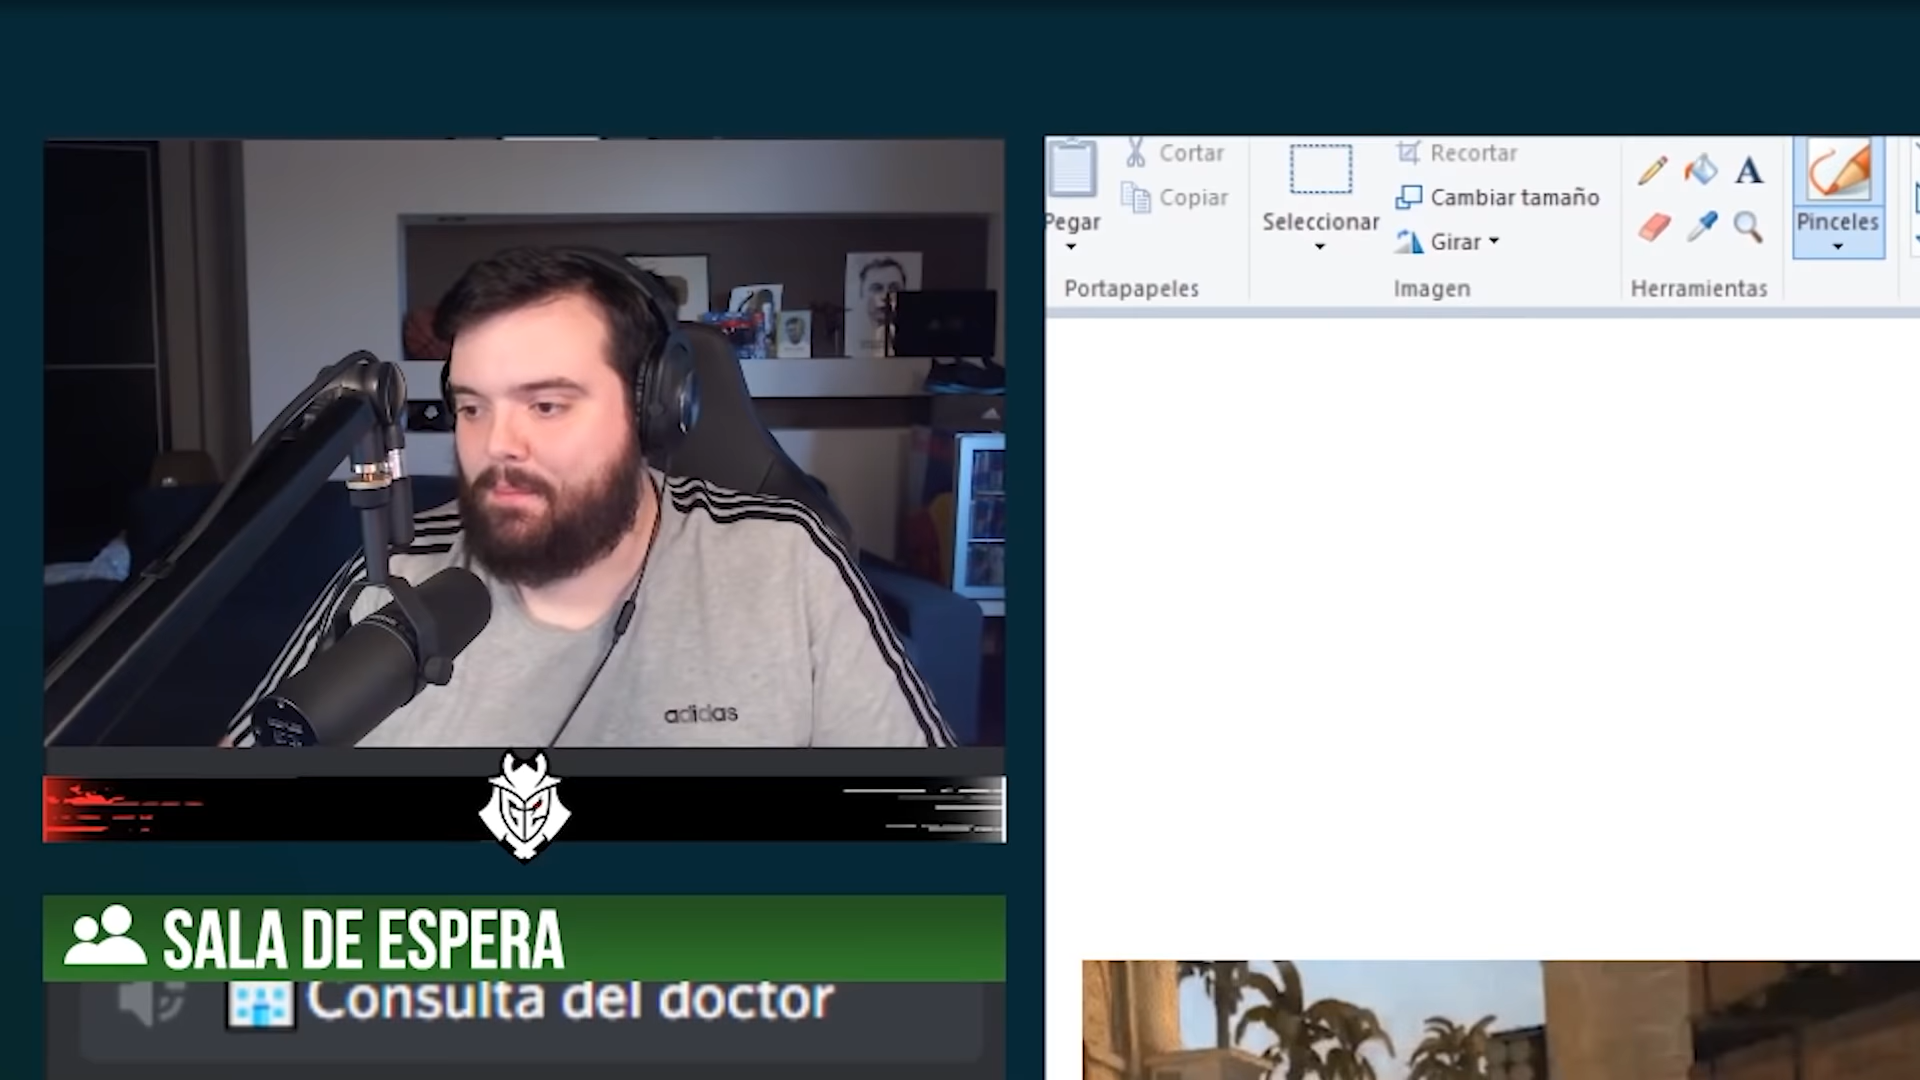 Cortar
Recortar
Copiar
Cambiar tamaño
Pegar
Seleccionar
Girar
Pinceles
Portapapeles
Imagen
Herramientas
adidas
G2
SALA DE ESPERA
Consulta del doctor